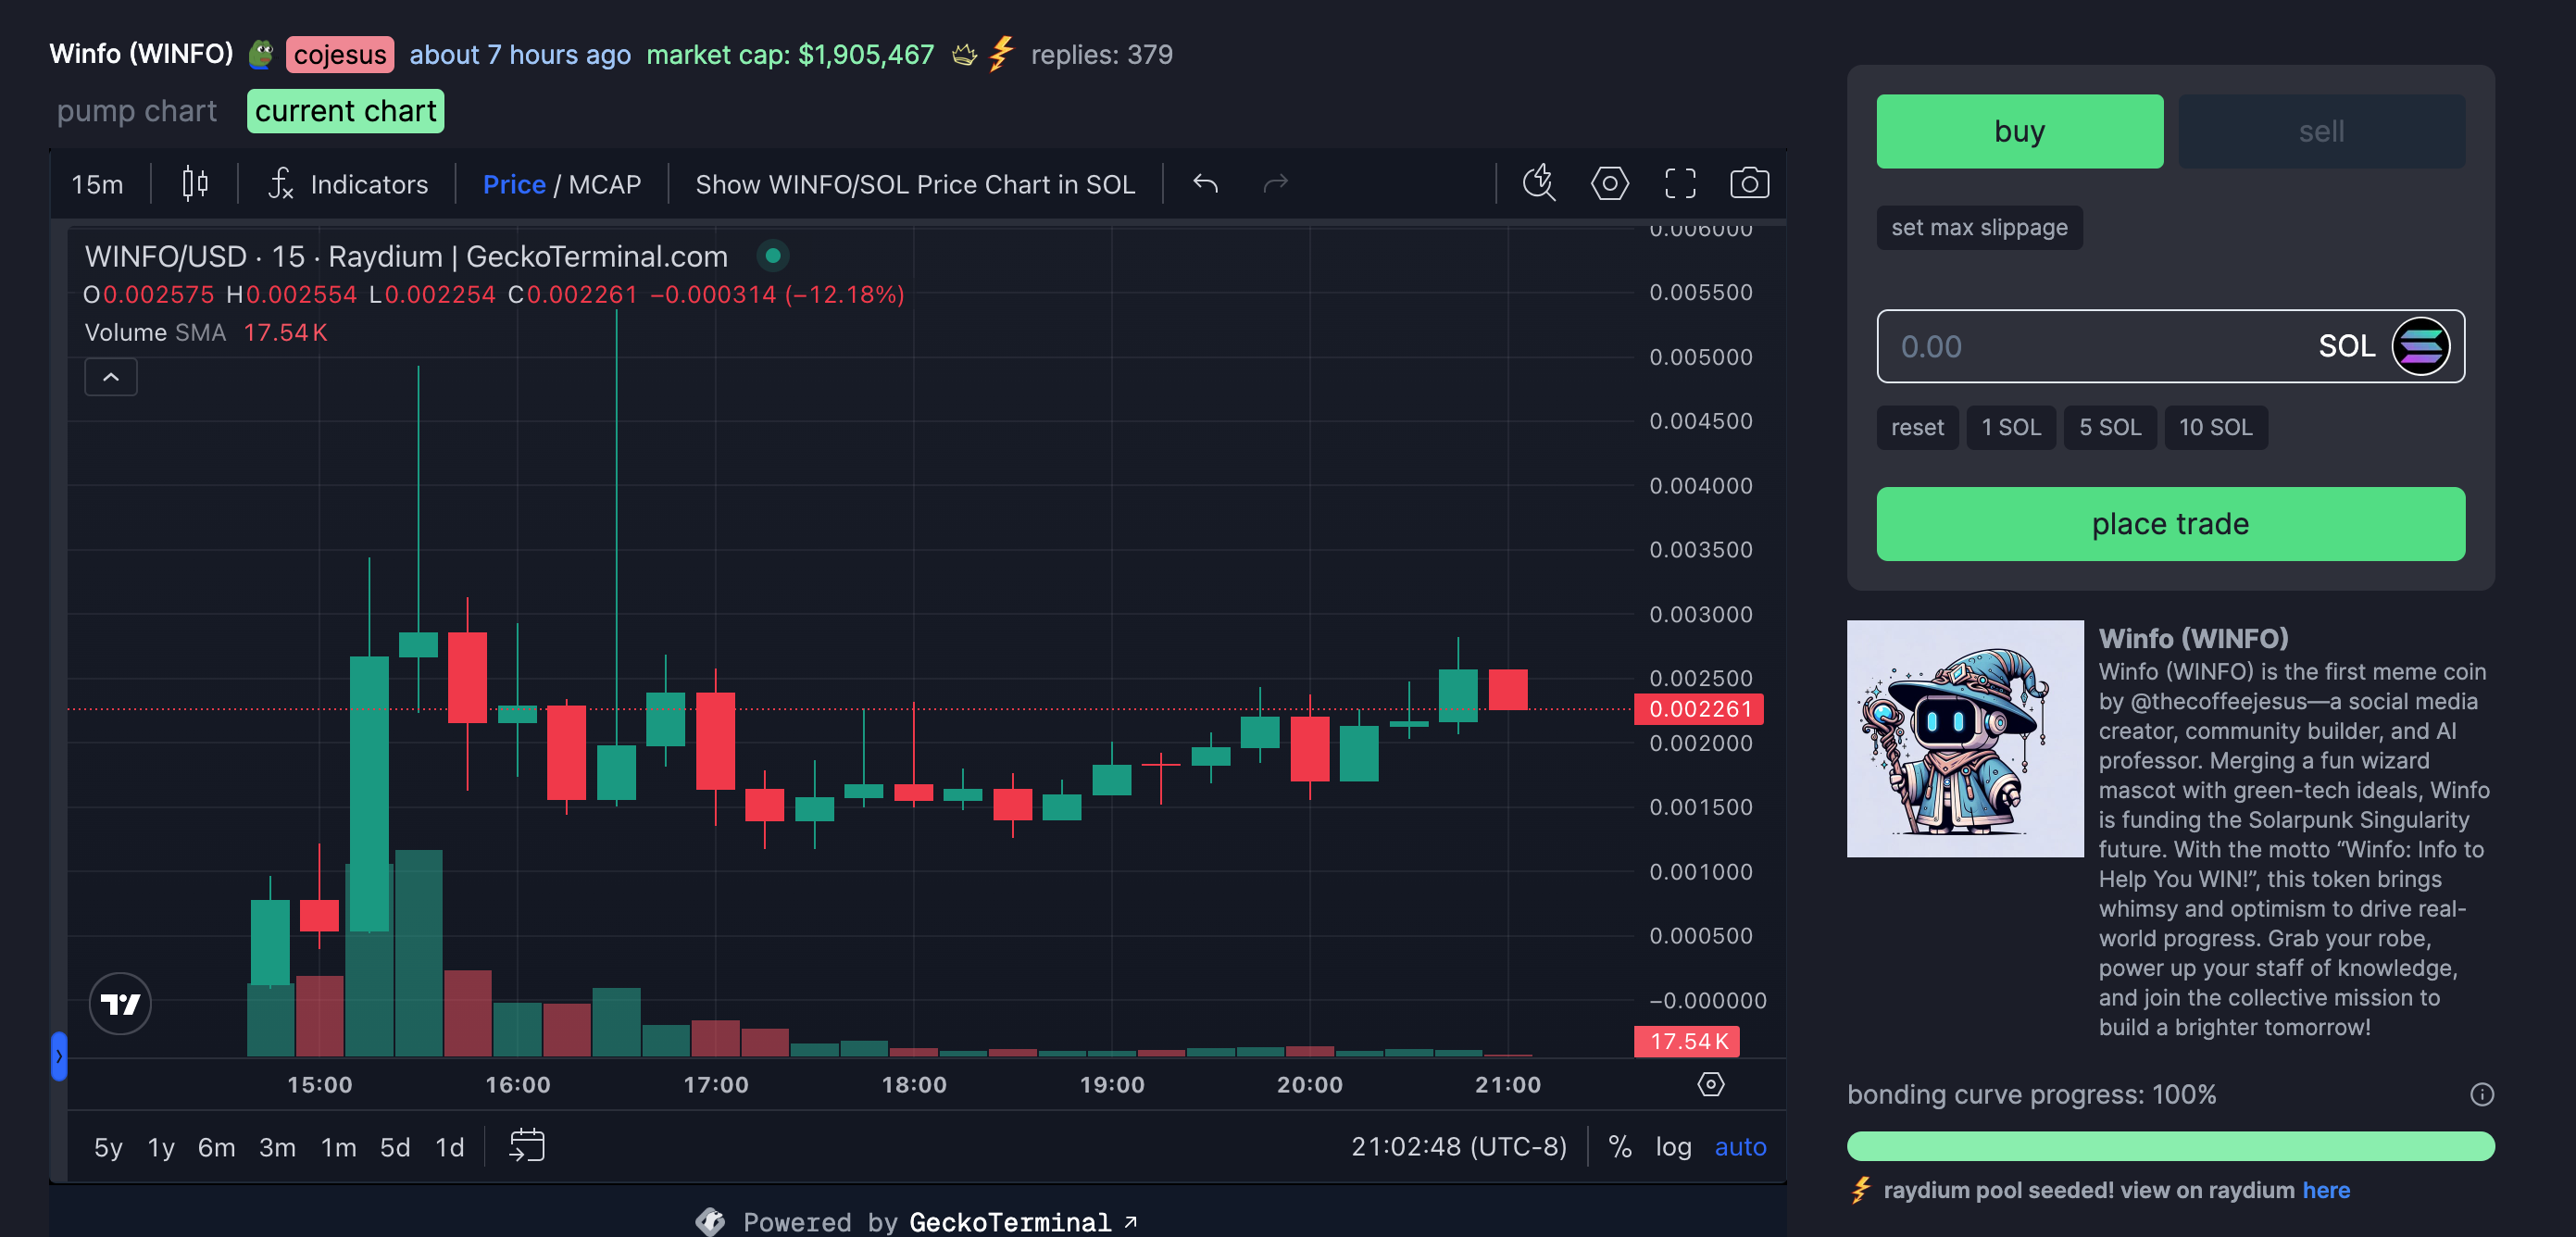 Winfo (WINFO) cojesus about 7 hours ago market cap: $1,905,467 replies: 379
pump chart current chart
15m Indicators Price / MCAP Show WINFO/SOL Price Chart in SOL
WINFO/USD · 15 · Raydium | GeckoTerminal.com
O0.002575 H0.002554 L0.002254 C0.002261 −0.000314 (−12.18%)
Volume SMA 17.54K
0.006000
0.005500
0.005000
0.004500
0.004000
0.003500
0.003000
0.002500
0.002261
0.002000
0.001500
0.001000
0.000500
−0.000000
17.54K
15:00 16:00 17:00 18:00 19:00 20:00 21:00
5y 1y 6m 3m 1m 5d 1d 21:02:48 (UTC-8) % log auto
Powered by GeckoTerminal ↗
buy sell
set max slippage
0.00 SOL
reset 1 SOL 5 SOL 10 SOL
place trade
Winfo (WINFO)
Winfo (WINFO) is the first meme coin
by @thecoffeejesus—a social media
creator, community builder, and AI
professor. Merging a fun wizard
mascot with green-tech ideals, Winfo
is funding the Solarpunk Singularity
future. With the motto “Winfo: Info to
Help You WIN!”, this token brings
whimsy and optimism to drive real-
world progress. Grab your robe,
power up your staff of knowledge,
and join the collective mission to
build a brighter tomorrow!
bonding curve progress: 100%
raydium pool seeded! view on raydium here